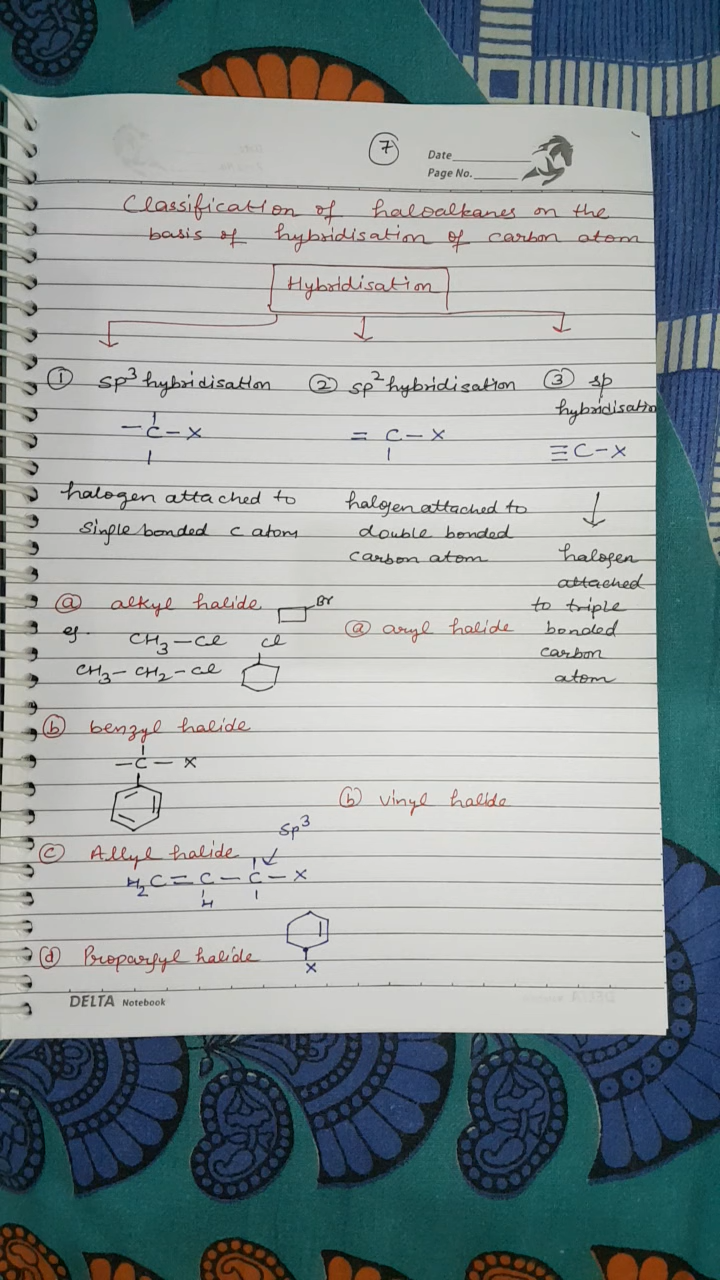 7
Date
Page No.
Classification of haloalkanes on the
basis of hybridisation of carbon atom
Hybridisation
① sp³ hybridisation
– C – X
halogen attached to
single bonded c atom
② sp² hybridisation
= C – X
halogen attached to
double bonded
carbon atom
③ sp
hybridisation
≡ C – X
halogen
attached
to triple
bonded
carbon
atom
ⓐ alkyl halide
Br
eg. CH₃ – Cl
Cl
CH₃ – CH₂ – Cl
ⓐ aryl halide
ⓑ benzyl halide
– C – X
ⓑ vinyl halide
sp³
ⓒ Allyl halide
H₂C = C – C – X
H
ⓓ Propargyl halide
X
DELTA Notebook